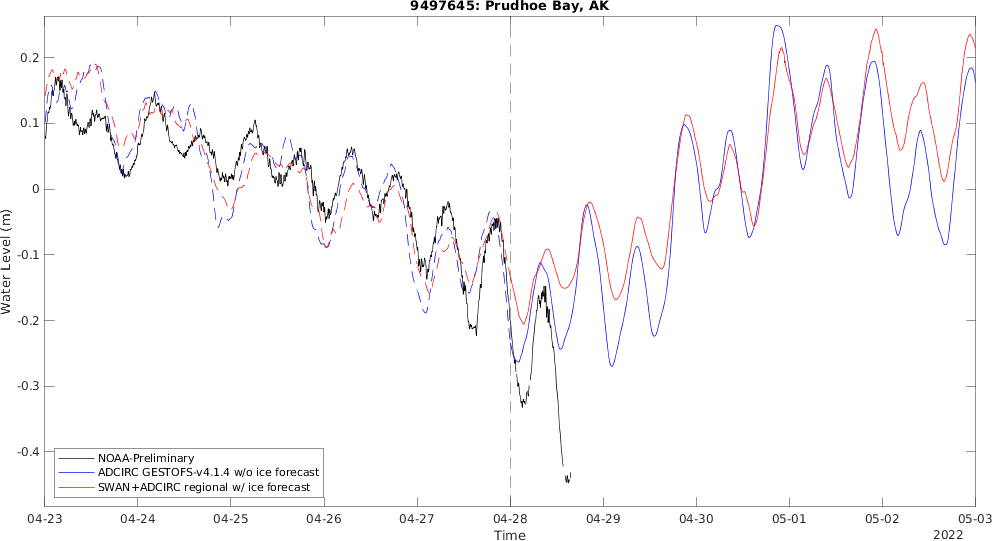 9497645: Prudhoe Bay, AK
Water Level (m)
0.2
0.1
0
-0.1
-0.2
-0.3
-0.4
NOAA-Preliminary
ADCIRC GESTOFS-v4.1.4 w/o ice forecast
SWAN+ADCIRC regional w/ ice forecast
04-23 04-24 04-25 04-26 04-27 04-28 04-29 04-30 05-01 05-02 05-03
Time
2022